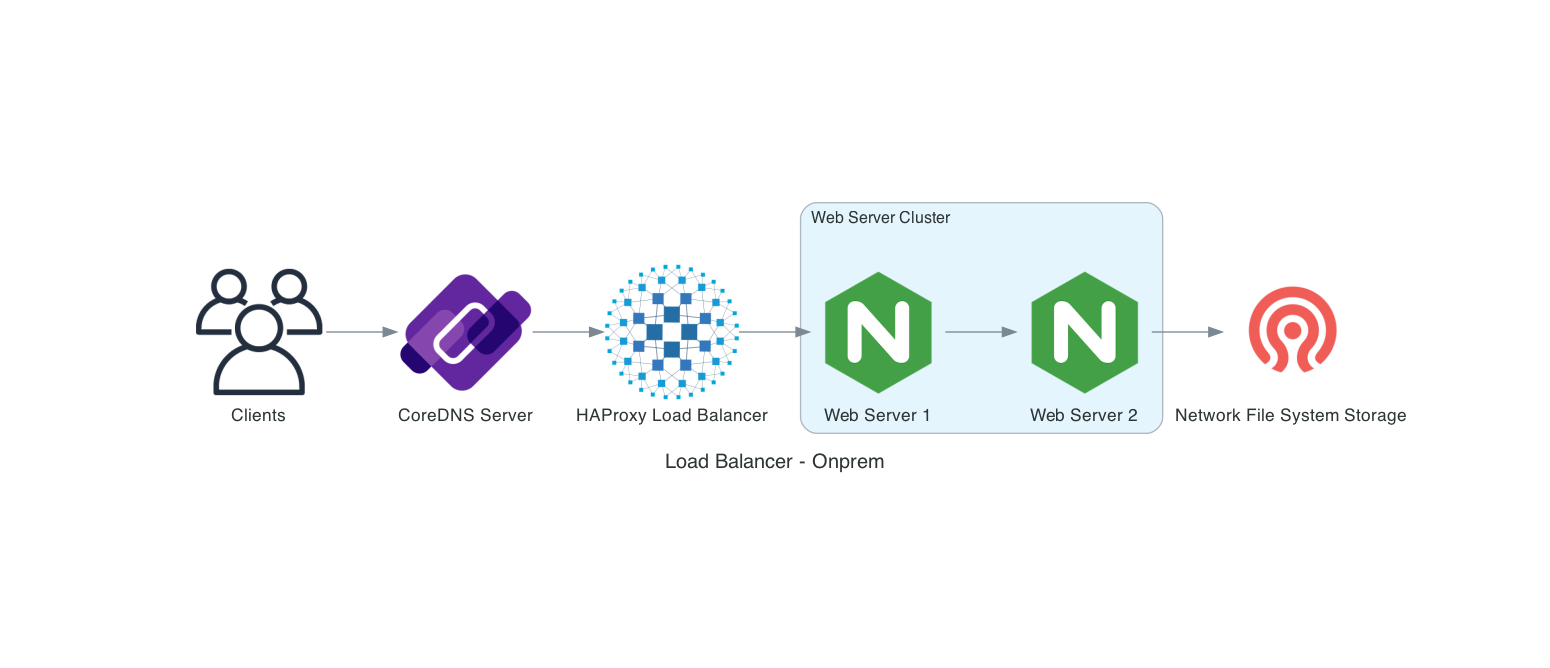 Web Server Cluster
Clients
CoreDNS Server
HAProxy Load Balancer
Web Server 1
Web Server 2
Network File System Storage
Load Balancer - Onprem